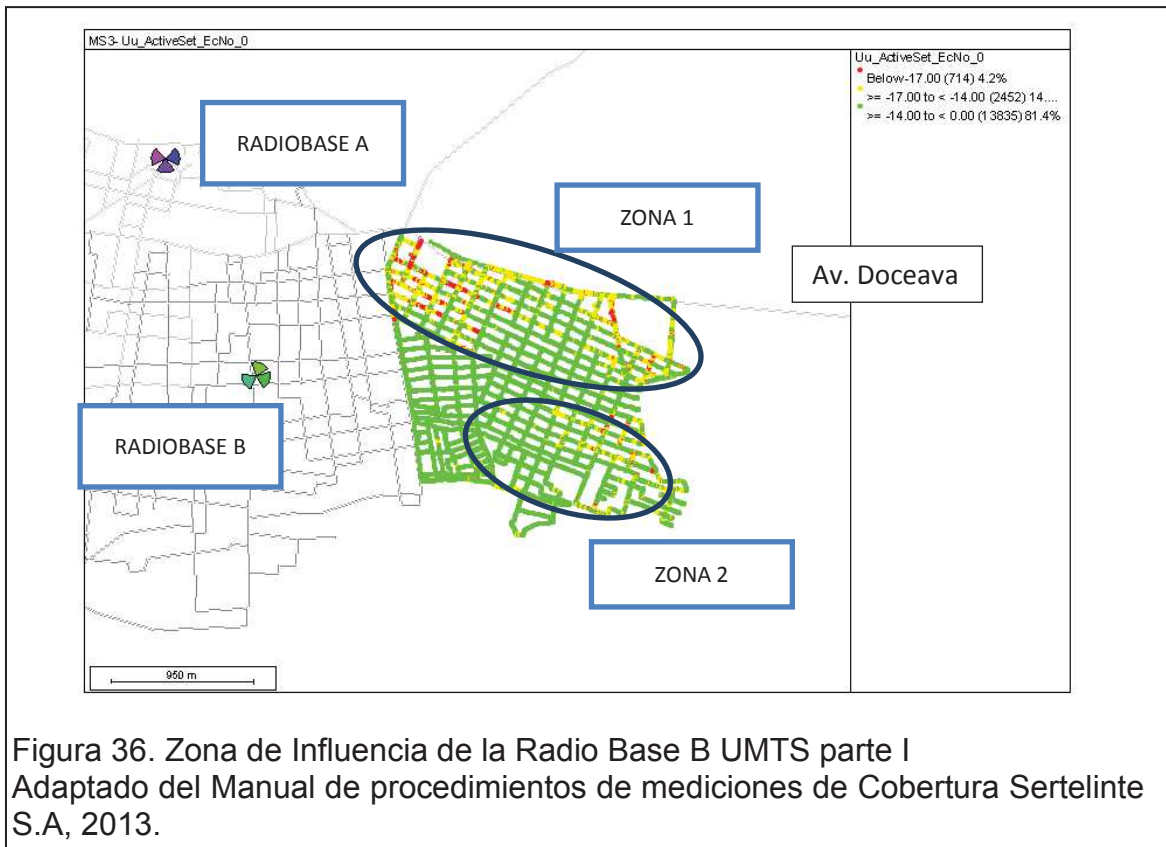 MS3- Uu_ActiveSet_EcNo_0
Uu_ActiveSet_EcNo_0
Below-17.00 (714) 4.2%
>= -17.00 to < -14.00 (2452) 14....
>= -14.00 to < 0.00 (13835) 81.4%
RADIOBASE A
ZONA 1
Av. Doceava
RADIOBASE B
ZONA 2
950 m
Figura 36. Zona de Influencia de la Radio Base B UMTS parte I
Adaptado del Manual de procedimientos de mediciones de Cobertura Sertelinte
S.A, 2013.